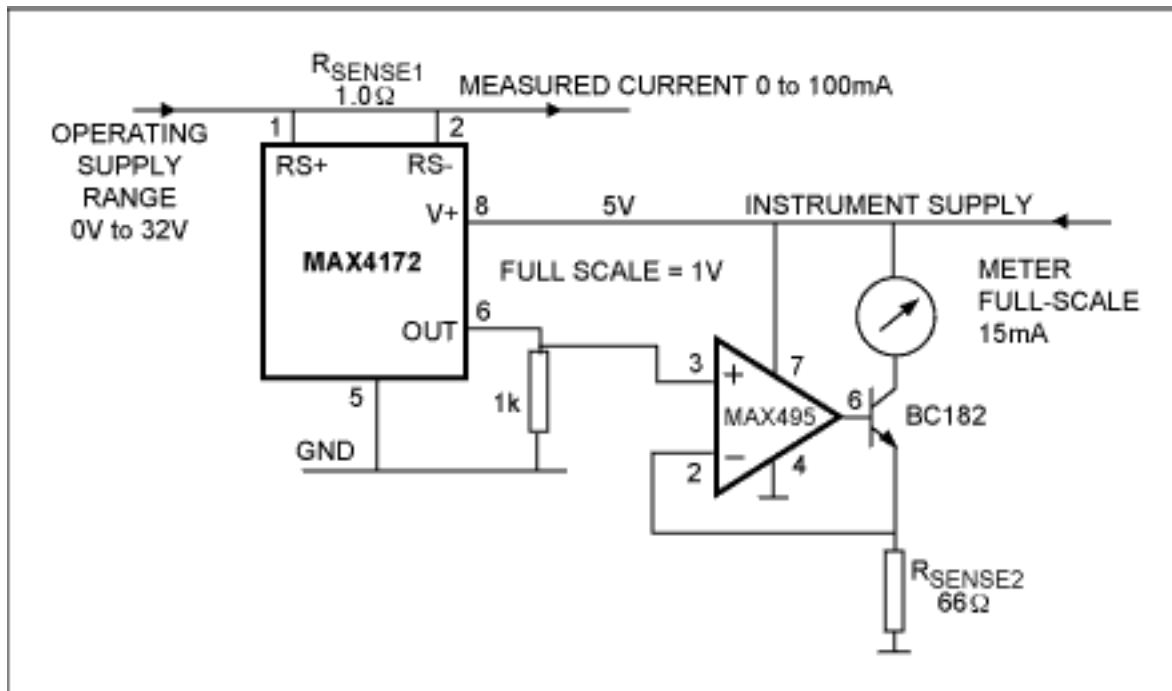 RSENSE1
1.0Ω
MEASURED CURRENT 0 to 100mA
1
2
OPERATING
SUPPLY
RANGE
0V to 32V
RS+
RS-
V+
8
5V
INSTRUMENT SUPPLY
MAX4172
FULL SCALE = 1V
METER
FULL-SCALE
15mA
OUT
6
5
1k
GND
3
+
7
MAX495
6
BC182
2
−
4
RSENSE2
66Ω